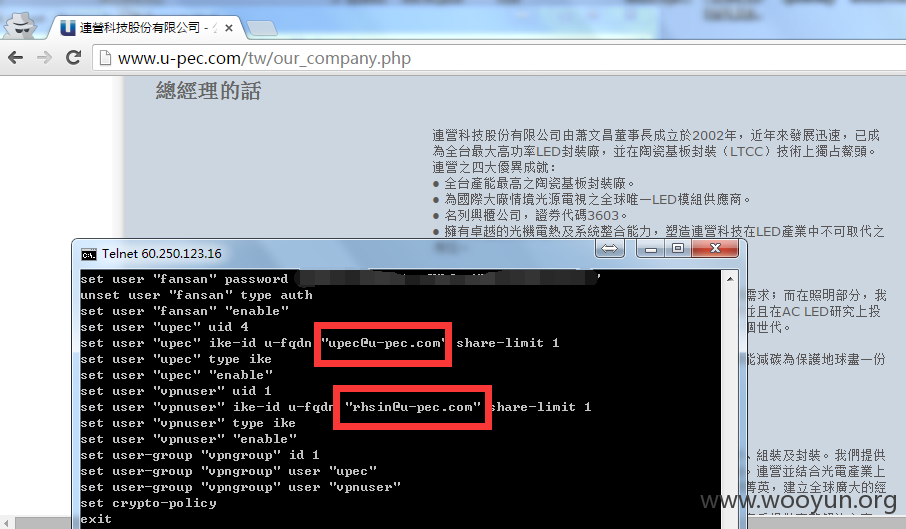 連營科技股份有限公司 - 公
www.u-pec.com/tw/our_company.php
總經理的話
連營科技股份有限公司由蕭文昌董事長成立於2002年，近年來發展迅速，已成
為全台最大高功率LED封裝廠，並在陶瓷基板封裝（LTCC）技術上獨占鰲頭。
連營之四大優異成就：
● 全台產能最高之陶瓷基板封裝廠。
● 為國際大廠情境光源電視之全球唯一LED模組供應商。
● 名列興櫃公司，證券代碼3603。
● 擁有卓越的光機電熱及系統整合能力，塑造連營科技在LED產業中不可取代之
Telnet 60.250.123.16
set user "fansan" password
unset user "fansan" type auth
set user "fansan" "enable"
set user "upec" uid 4
set user "upec" ike-id u-fqdn "upec@u-pec.com" share-limit 1
set user "upec" type ike
set user "upec" "enable"
set user "vpnuser" uid 1
set user "vpnuser" ike-id u-fqdn "rhsin@u-pec.com" share-limit 1
set user "vpnuser" type ike
set user "vpnuser" "enable"
set user-group "vpngroup" id 1
set user-group "vpngroup" user "upec"
set user-group "vpngroup" user "vpnuser"
set crypto-policy
exit
需求；而在照明部分，我
並且在AC LED研究上投
個世代。
能減碳為保護地球盡一份
、組裝及封裝。我們提供
。連營並結合光電產業上
菁英，建立全球廣大的經
www.wooyun.org